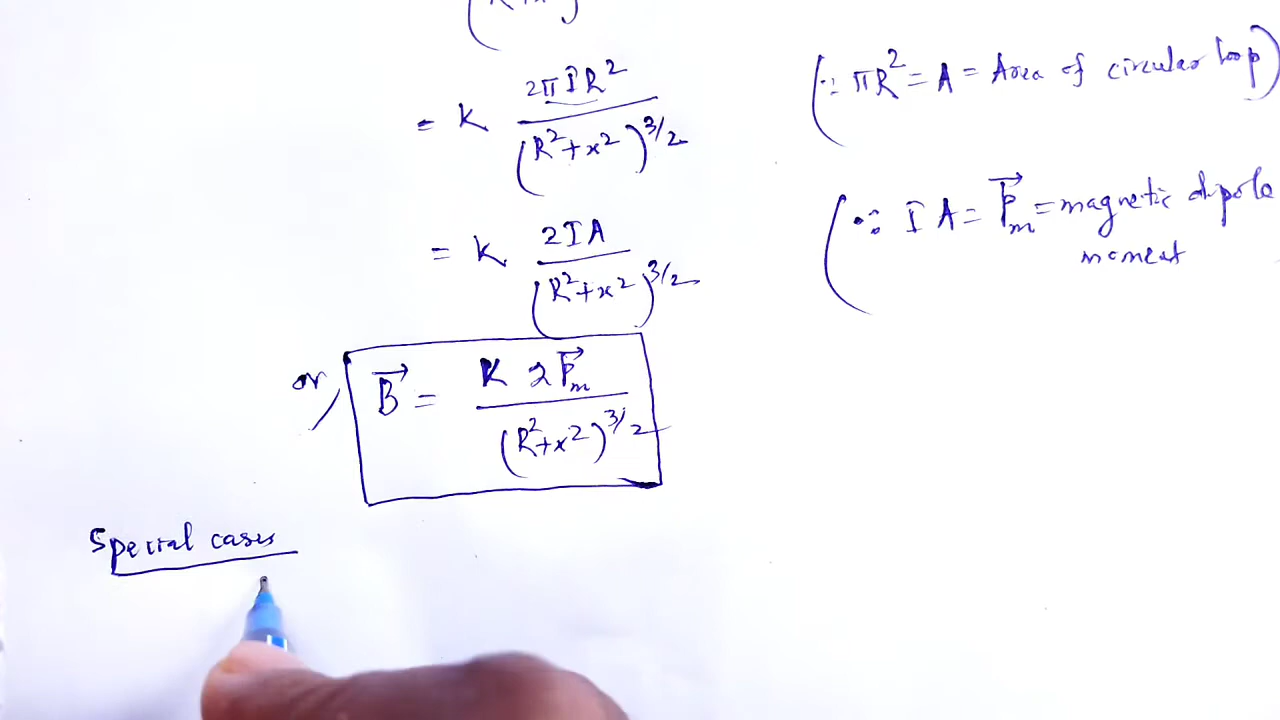 = K 2πIR² / (R²+x²)^3/2
(∵ πR² = A = Area of circular loop)
= K 2IA / (R²+x²)^3/2
(∵ IA = P⃗m = magnetic dipole
moment
or, B⃗ = K 2P⃗m / (R²+x²)^3/2
Special cases